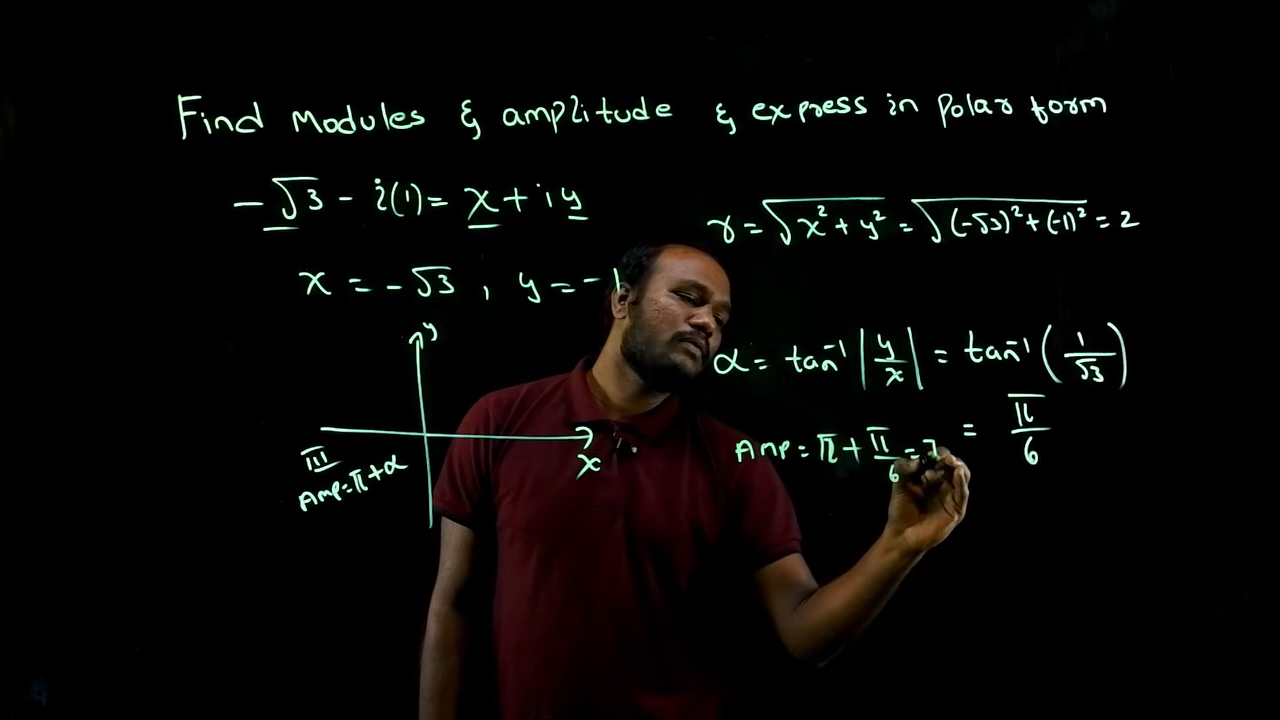 Find Modules & amplitude & express in polar form
-√3 - i(1) = x + iy
r = √(x² + y²) = √((-√3)² + (-1)²) = 2
x = -√3 , y = -1
y
α = tan⁻¹ |y/x| = tan⁻¹ (1/√3)
= π/6
x
III
Amp = π + α
Amp = π + π/6 = 7